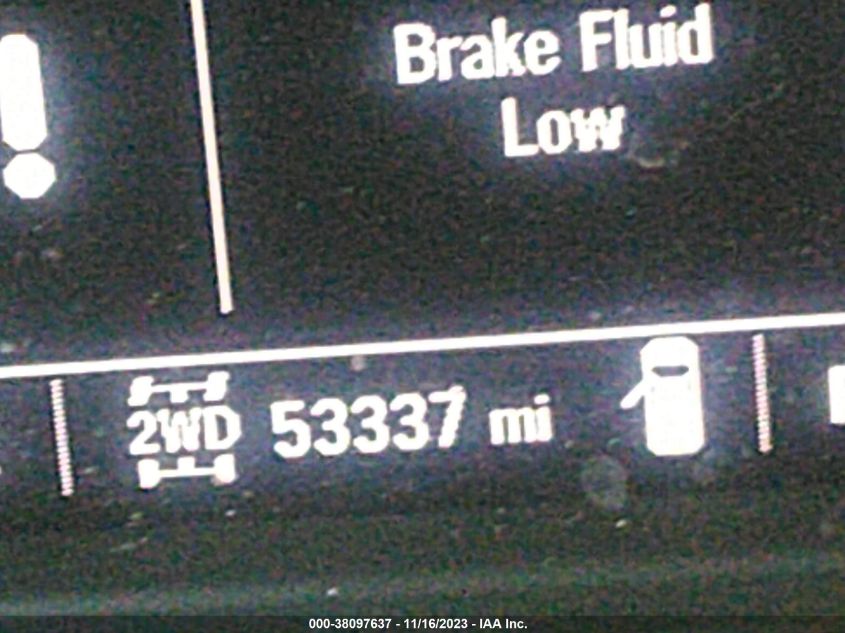 Brake Fluid
Low
2WD 53337 mi
000-38097637 - 11/16/2023 - IAA Inc.